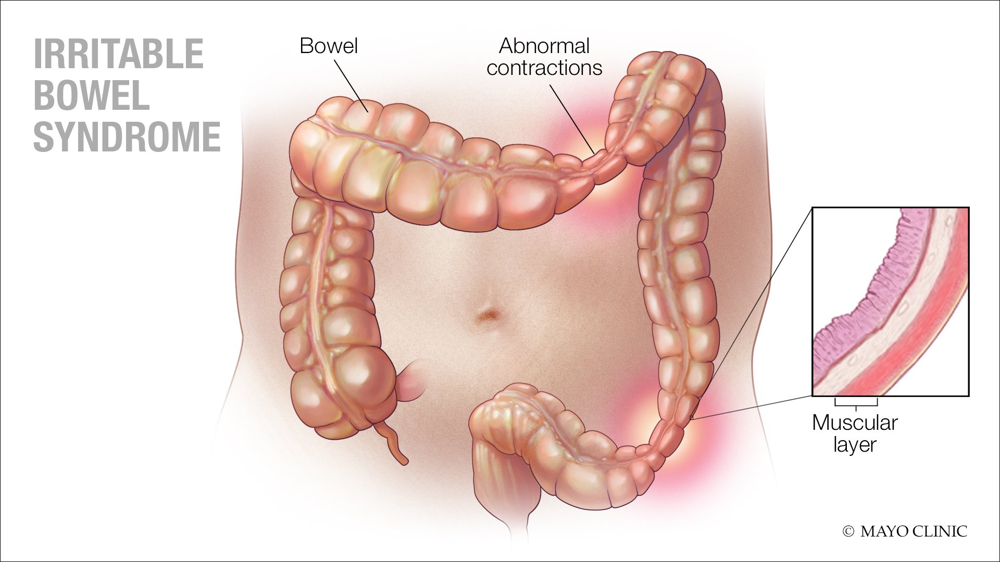 IRRITABLE
BOWEL
SYNDROME
Bowel
Abnormal
contractions
Muscular
layer
© MAYO CLINIC